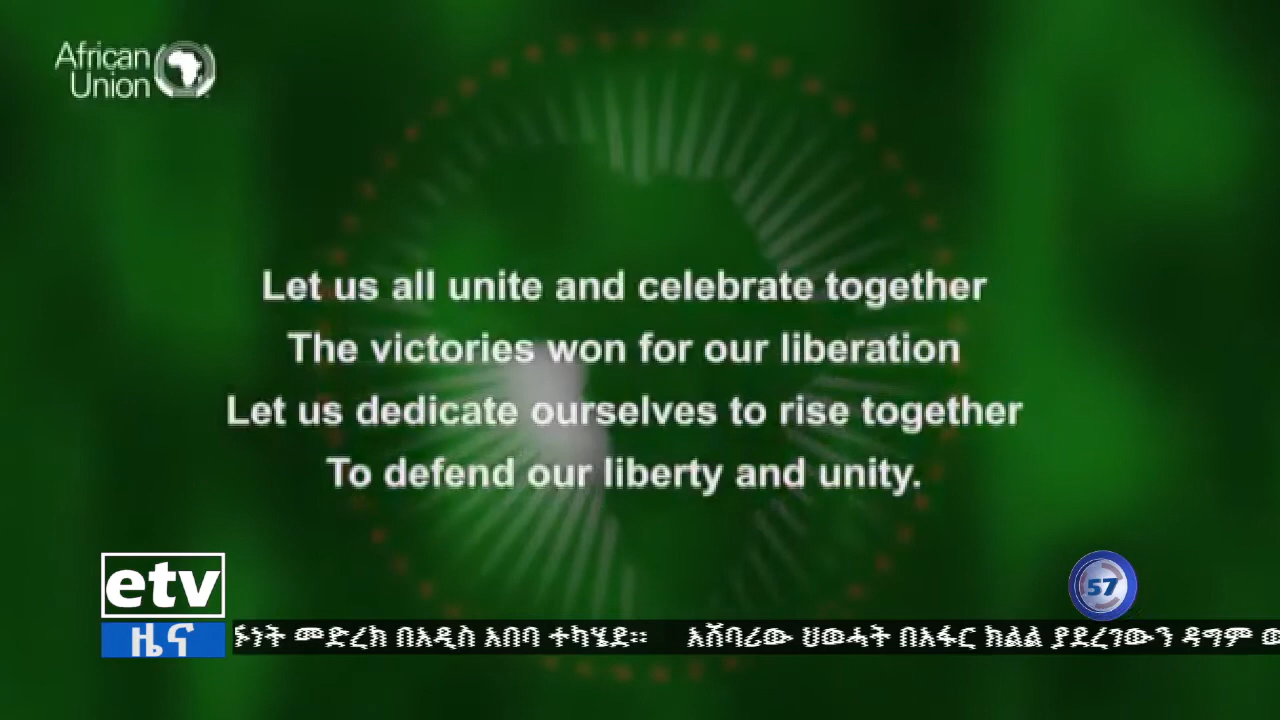 African
Union
Let us all unite and celebrate together
The victories won for our liberation
Let us dedicate ourselves to rise together
To defend our liberty and unity.
etv
57
ዜና
መድረክ በአዲስ አበባ ተካሄደ። አሸባሪው ህወሓት በአፋር ክልል ያደረገውን ዳግም